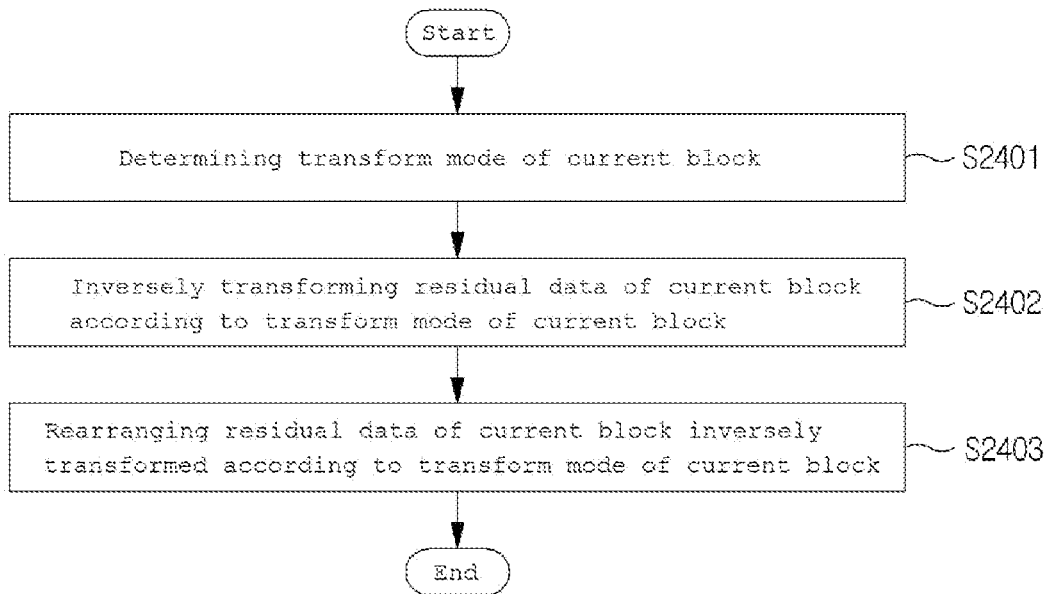 Start
Determining transform mode of current block
S2401
Inversely transforming residual data of current block
according to transform mode of current block
S2402
Rearranging residual data of current block inversely
transformed according to transform mode of current block
S2403
End